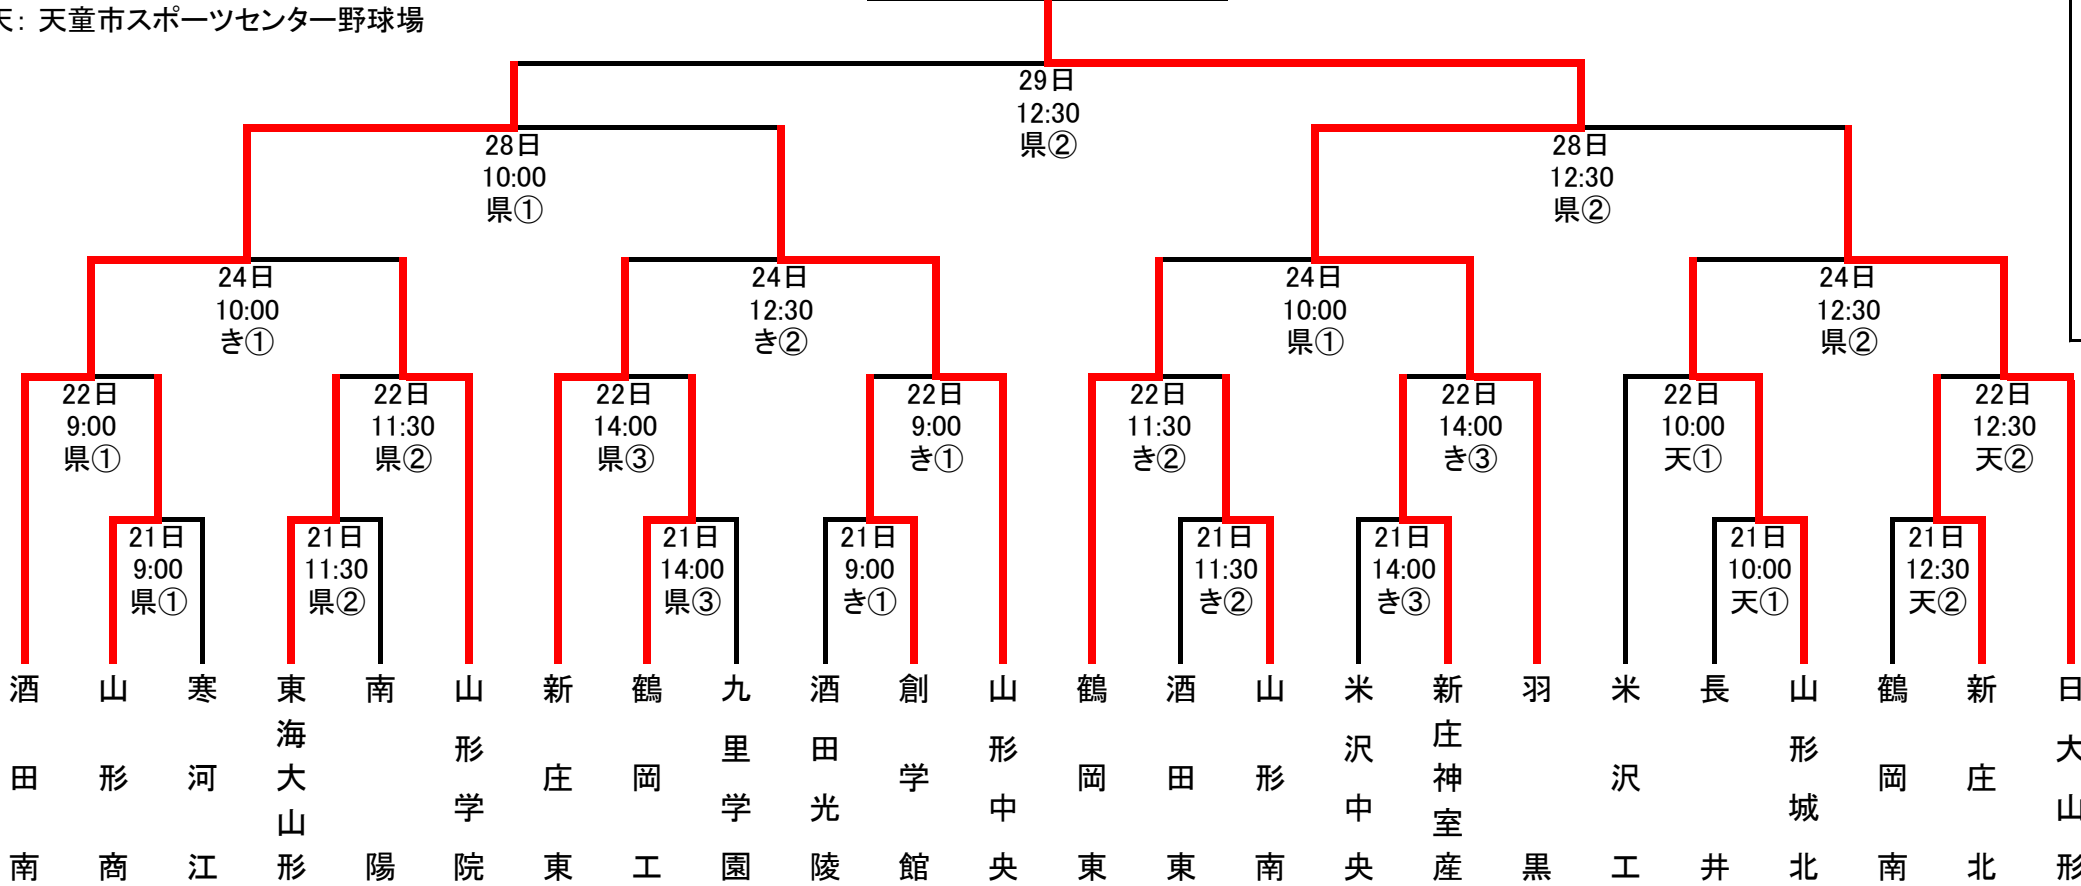 天: 天童市スポーツセンター野球場
29日
12:30
県②
28日
10:00
県①
28日
12:30
県②
24日
10:00
き①
24日
12:30
き②
24日
10:00
県①
24日
12:30
県②
22日
9:00
県①
22日
11:30
県②
22日
14:00
県③
22日
9:00
き①
22日
11:30
き②
22日
14:00
き③
22日
10:00
天①
22日
12:30
天②
21日
9:00
県①
21日
11:30
県②
21日
14:00
県③
21日
9:00
き①
21日
11:30
き②
21日
14:00
き③
21日
10:00
天①
21日
12:30
天②
酒田南
山形商
寒河江
東海大山形
南陽
山形学院
新庄東
鶴岡工
九里学園
酒田光陵
創学館
山形中央
鶴岡東
酒田東
山形南
米沢中央
新庄神室産
羽黒
米沢工
長井
山形城北
鶴岡南
新庄北
日大山形